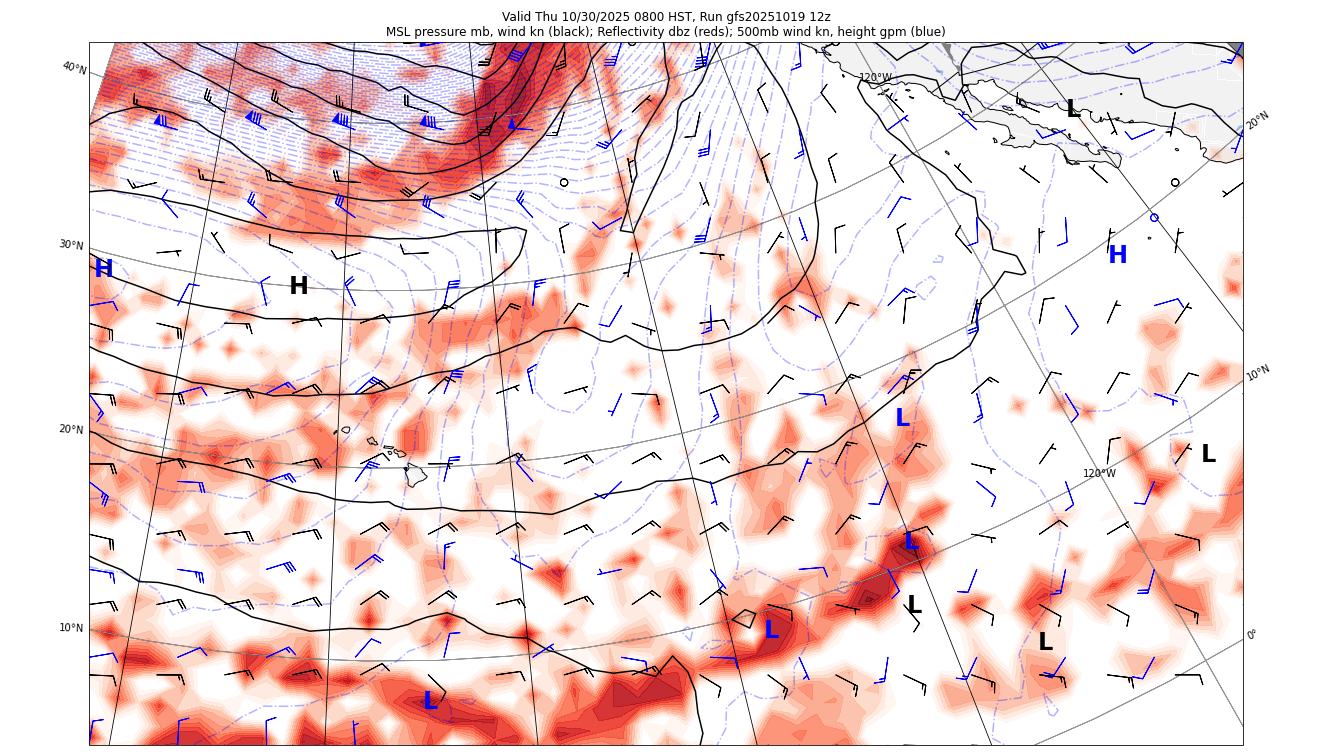 Valid Thu 10/30/2025 0800 HST, Run gfs20251019 12z
MSL pressure mb, wind kn (black); Reflectivity dbz (reds); 500mb wind kn, height gpm (blue)
40°N
120°W
L
20°N
30°N
H
H
H
10°N
20°N
L
L
120°W
L
10°N
L
L
L
0°
L
L